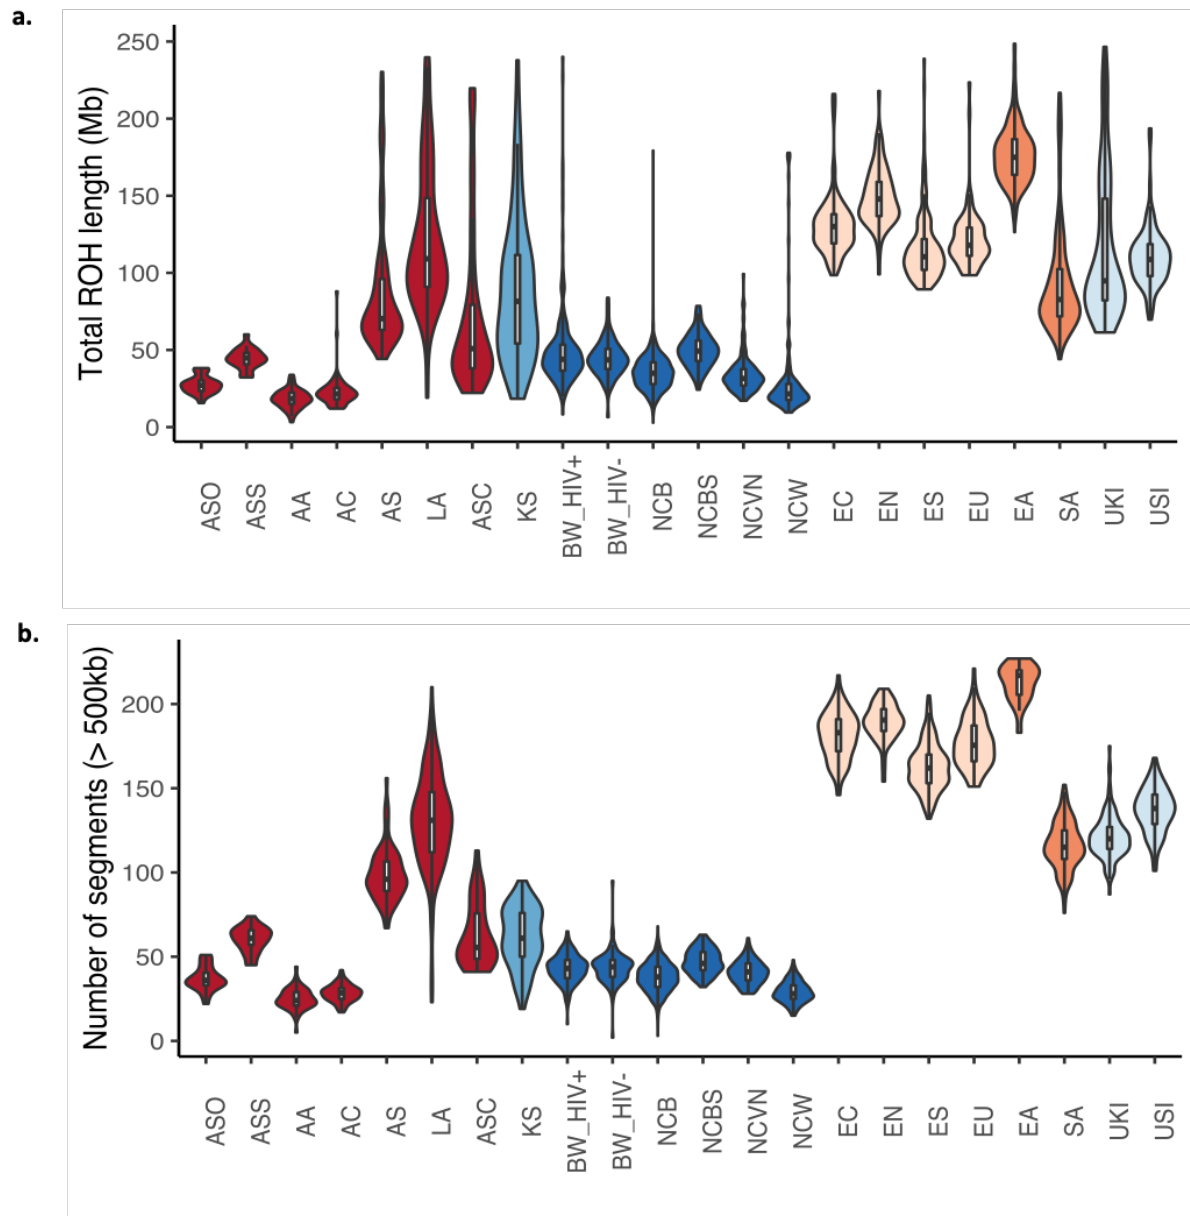 a.
Total ROH length (Mb)
250
200
150
100
50
0
ASO ASS AA AC AS LA ASC KS BW_HIV+ BW_HIV- NCB NCBS NCVN NCW EC EN ES EU EA SA UKI USI
b.
Number of segments (> 500kb)
200
150
100
50
0
ASO ASS AA AC AS LA ASC KS BW_HIV+ BW_HIV- NCB NCBS NCVN NCW EC EN ES EU EA SA UKI USI